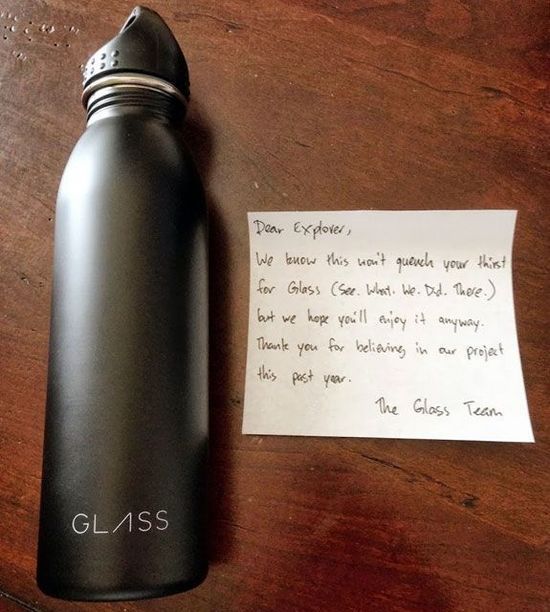 GLASS
Dear Explorer,
We know this won't quench your thirst
for Glass (See. What. We. Did. There.)
but we hope you'll enjoy it anyway.
Thank you for believing in our project
this past year.
The Glass Team